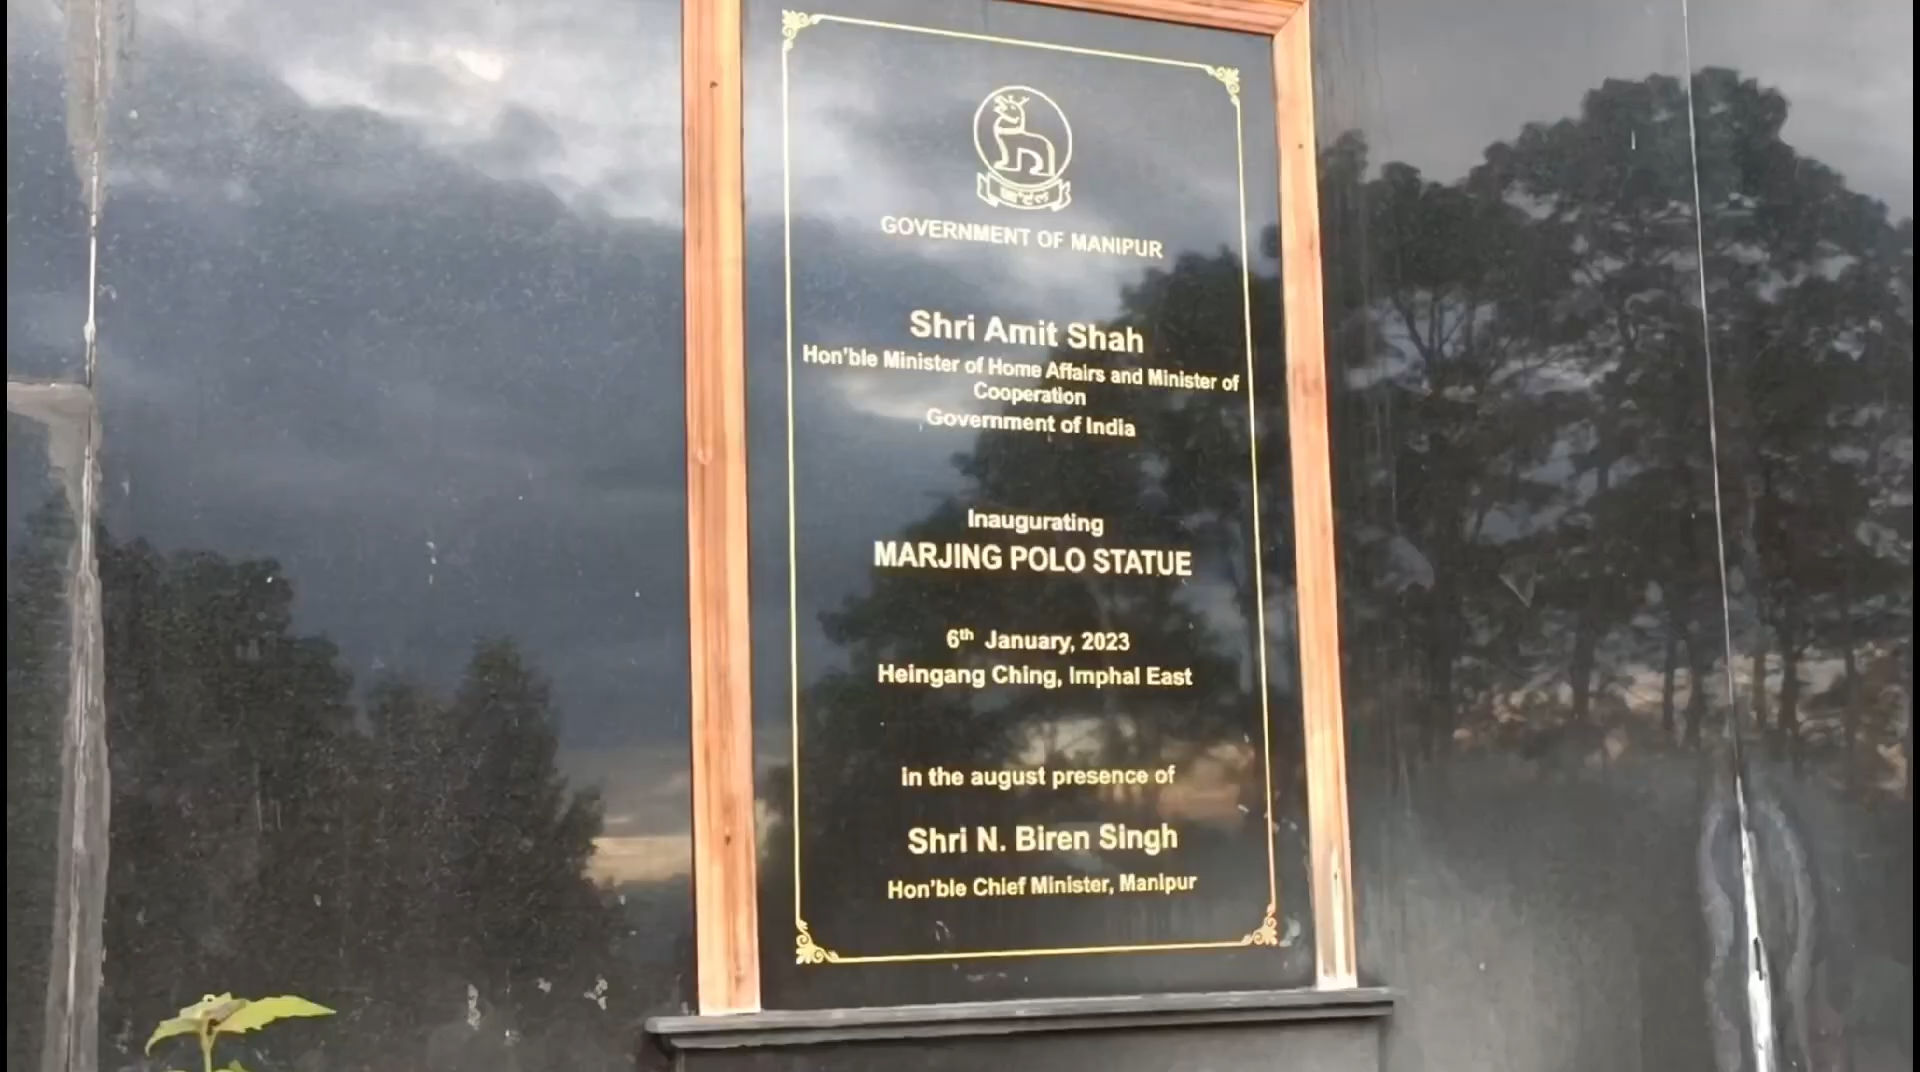 GOVERNMENT OF MANIPUR
Shri Amit Shah
Hon'ble Minister of Home Affairs and Minister of
Cooperation
Government of India
Inaugurating
MARJING POLO STATUE
6th January, 2023
Heingang Ching, Imphal East
in the august presence of
Shri N. Biren Singh
Hon'ble Chief Minister, Manipur